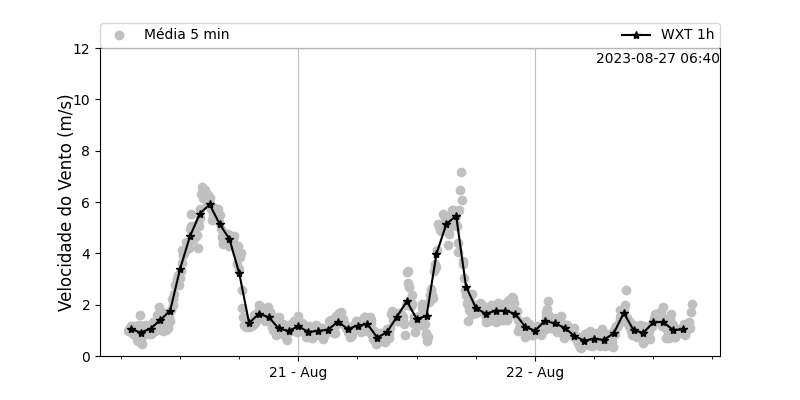 Média 5 min
WXT 1h
2023-08-27 06:40
Velocidade do Vento (m/s)
12
10
8
6
4
2
0
21 - Aug
22 - Aug